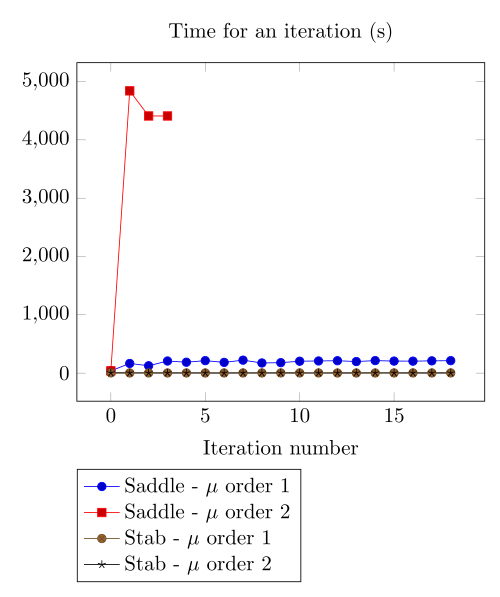 Time for an iteration (s)
5,000
4,000
3,000
2,000
1,000
0
0 5 10 15
Iteration number
Saddle - μ order 1
Saddle - μ order 2
Stab - μ order 1
Stab - μ order 2